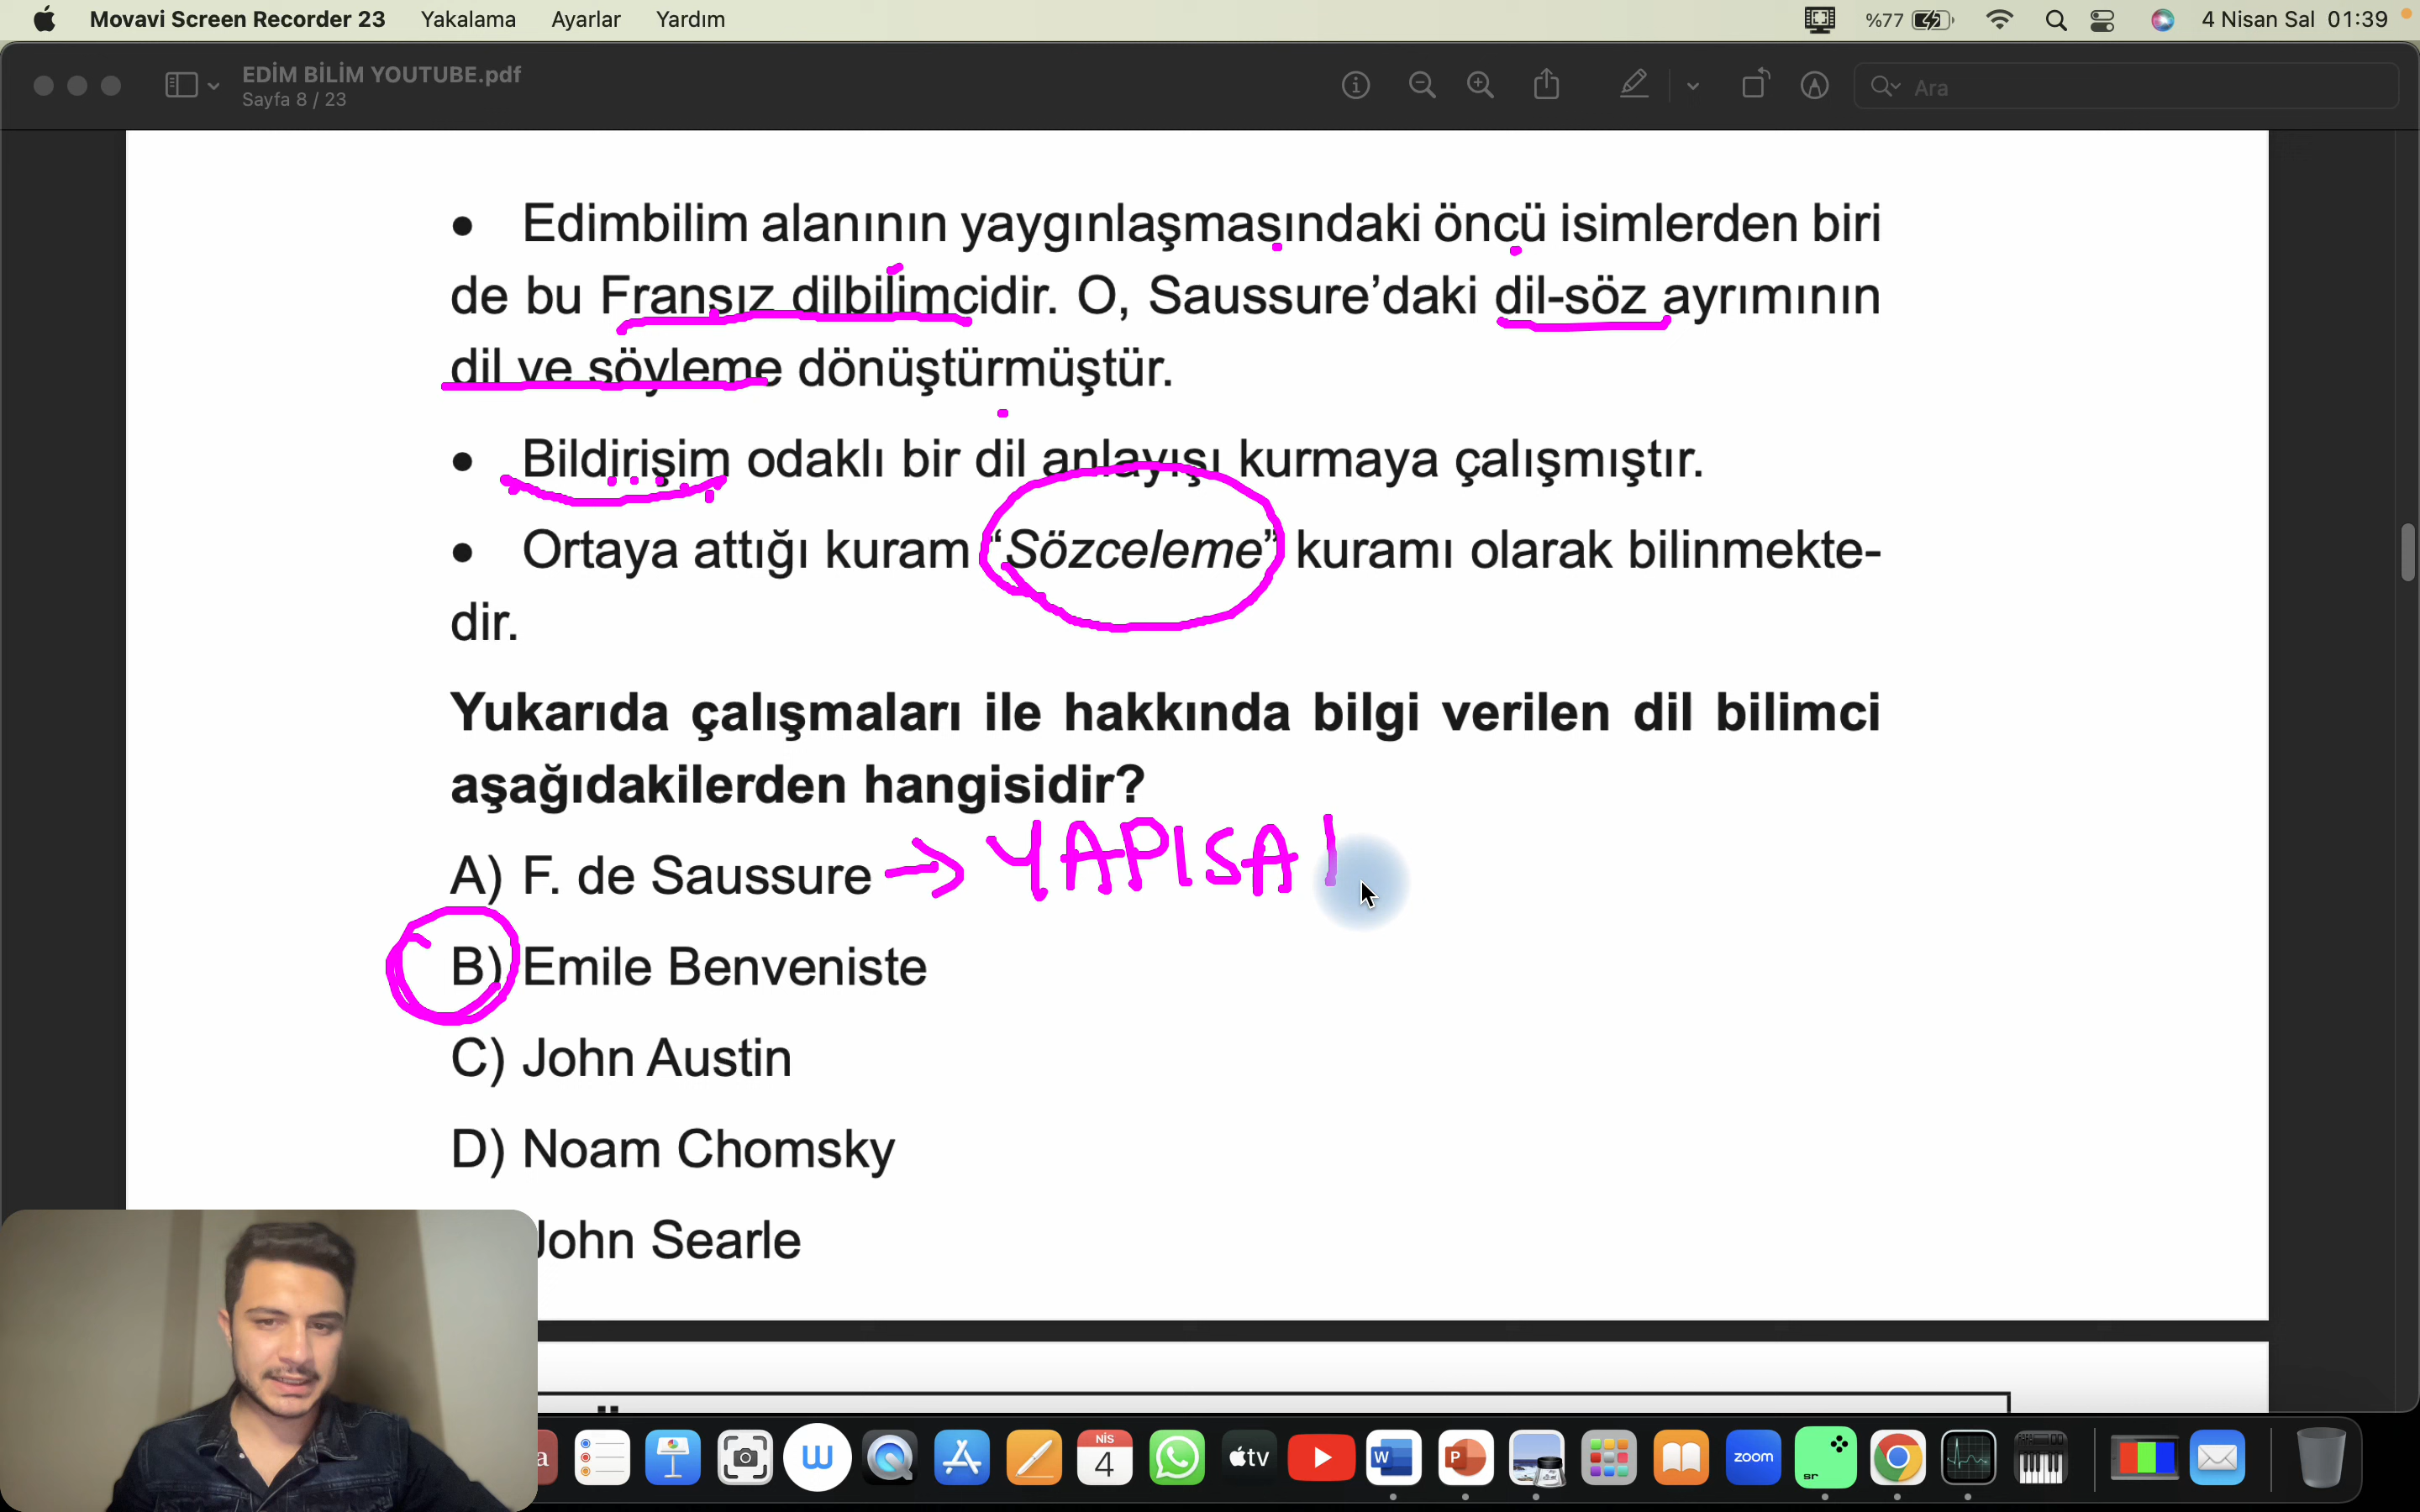 Movavi Screen Recorder 23 Yakalama Ayarlar Yardım %77 4 Nisan Sal 01:39
EDİM BİLİM YOUTUBE.pdf
Sayfa 8 / 23
Ara
• Edimbilim alanının yaygınlaşmasındaki öncü isimlerden biri
de bu Fransız dilbilimcidir. O, Saussure’daki dil-söz ayrımının
dil ve söyleme dönüştürmüştür.
• Bildirişim odaklı bir dil anlayışı kurmaya çalışmıştır.
• Ortaya attığı kuram “Sözceleme” kuramı olarak bilinmekte-
dir.
Yukarıda çalışmaları ile hakkında bilgi verilen dil bilimci
aşağıdakilerden hangisidir?
A) F. de Saussure → YAPISAl
B) Emile Benveniste
C) John Austin
D) Noam Chomsky
John Searle
NİS
4
tv
W
P
zoom
sr